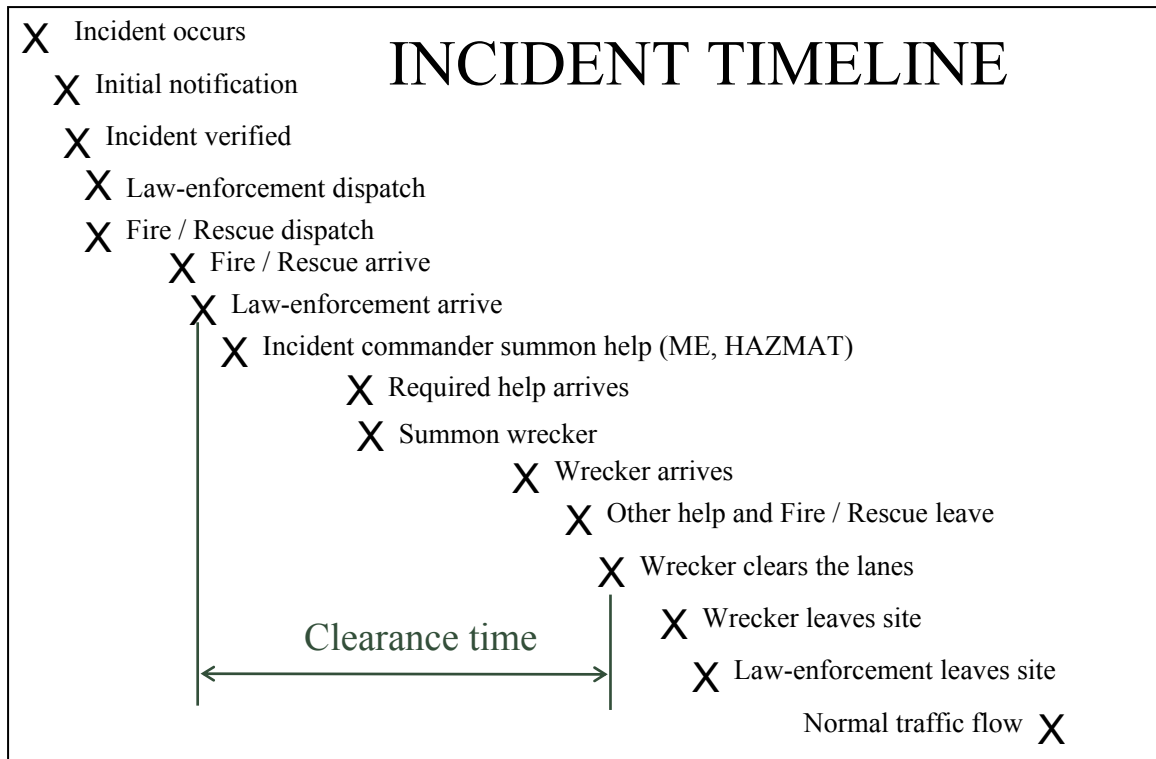 INCIDENT TIMELINE
X Incident occurs
X Initial notification
X Incident verified
X Law-enforcement dispatch
X Fire / Rescue dispatch
X Fire / Rescue arrive
X Law-enforcement arrive
X Incident commander summon help (ME, HAZMAT)
X Required help arrives
X Summon wrecker
X Wrecker arrives
X Other help and Fire / Rescue leave
X Wrecker clears the lanes
X Wrecker leaves site
Clearance time
X Law-enforcement leaves site
Normal traffic flow X